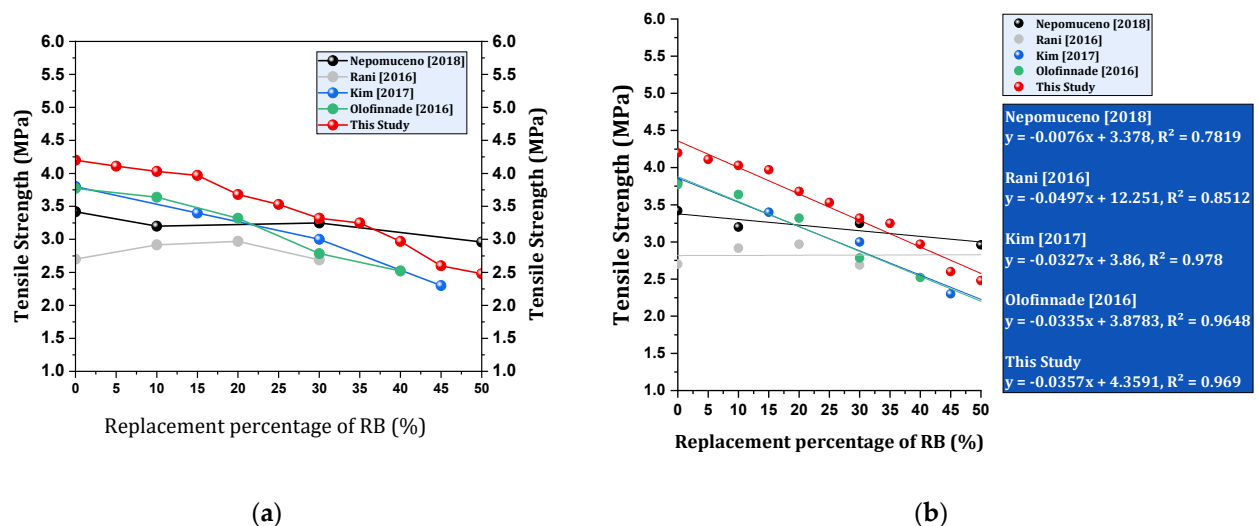 6.0
5.5
5.0
4.5
4.0
3.5
3.0
2.5
2.0
1.5
1.0
Tensile Strength (MPa)
Nepomuceno [2018]
Rani [2016]
Kim [2017]
Olofinnade [2016]
This Study
6.0
5.5
5.0
4.5
4.0
3.5
3.0
2.5
2.0
1.5
1.0
Tensile Strength (MPa)
0 5 10 15 20 25 30 35 40 45 50
Replacement percentage of RB (%)
(a)
6.0
5.5
5.0
4.5
4.0
3.5
3.0
2.5
2.0
1.5
1.0
Tensile Strength (MPa)
0 5 10 15 20 25 30 35 40 45 50
Replacement percentage of RB (%)
Nepomuceno [2018]
Rani [2016]
Kim [2017]
Olofinnade [2016]
This Study
Nepomuceno [2018]
y = -0.0076x + 3.378, R² = 0.7819
Rani [2016]
y = -0.0497x + 12.251, R² = 0.8512
Kim [2017]
y = -0.0327x + 3.86, R² = 0.978
Olofinnade [2016]
y = -0.0335x + 3.8783, R² = 0.9648
This Study
y = -0.0357x + 4.3591, R² = 0.969
(b)